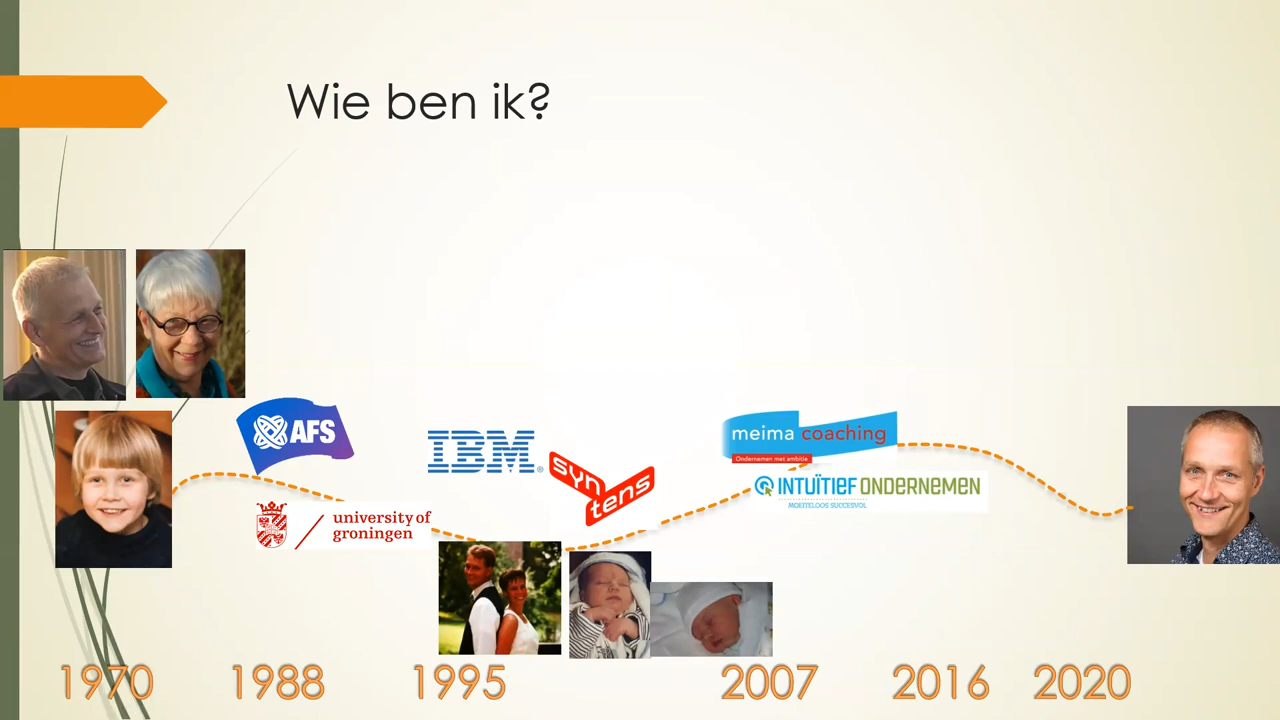 Wie ben ik?
AFS
IBM®
syn
tens
meima coaching
Ondernemen met ambitie
INTUÏTIEF ONDERNEMEN
MOEITELOOS SUCCESVOL
university of
groningen
1970 1988 1995 2007 2016 2020